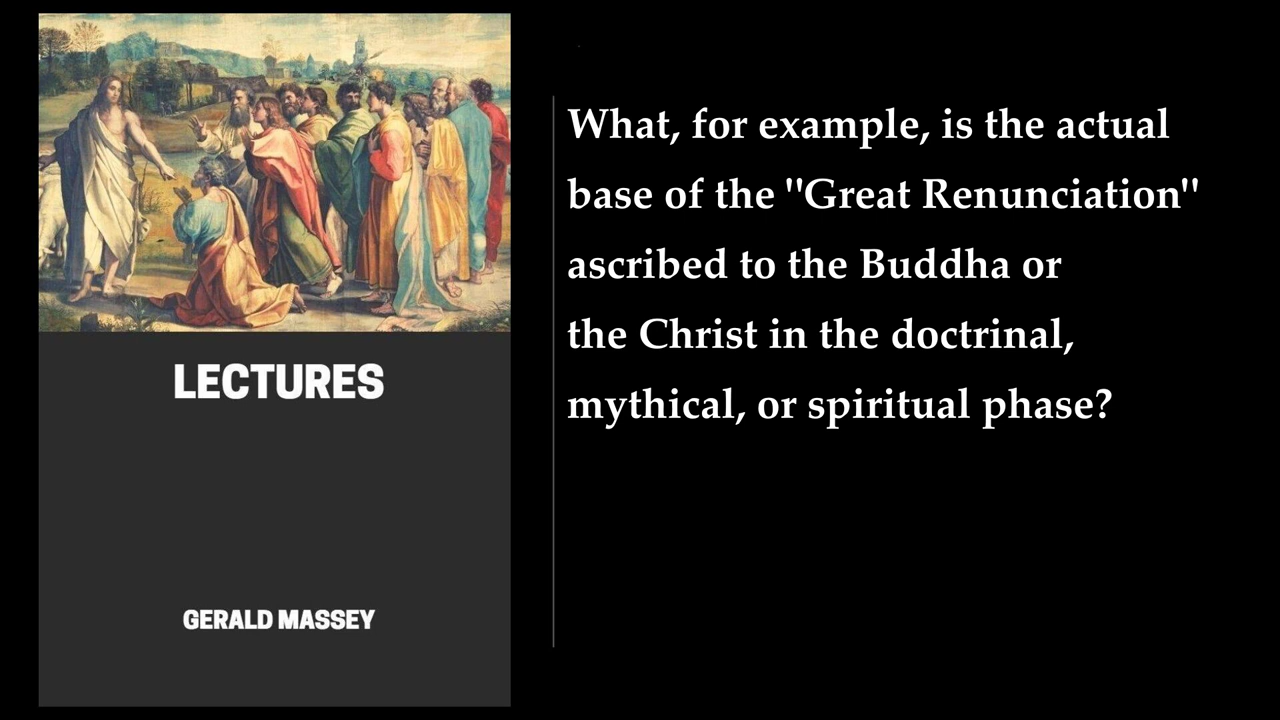 LECTURES
GERALD MASSEY
What, for example, is the actual
base of the "Great Renunciation"
ascribed to the Buddha or
the Christ in the doctrinal,
mythical, or spiritual phase?